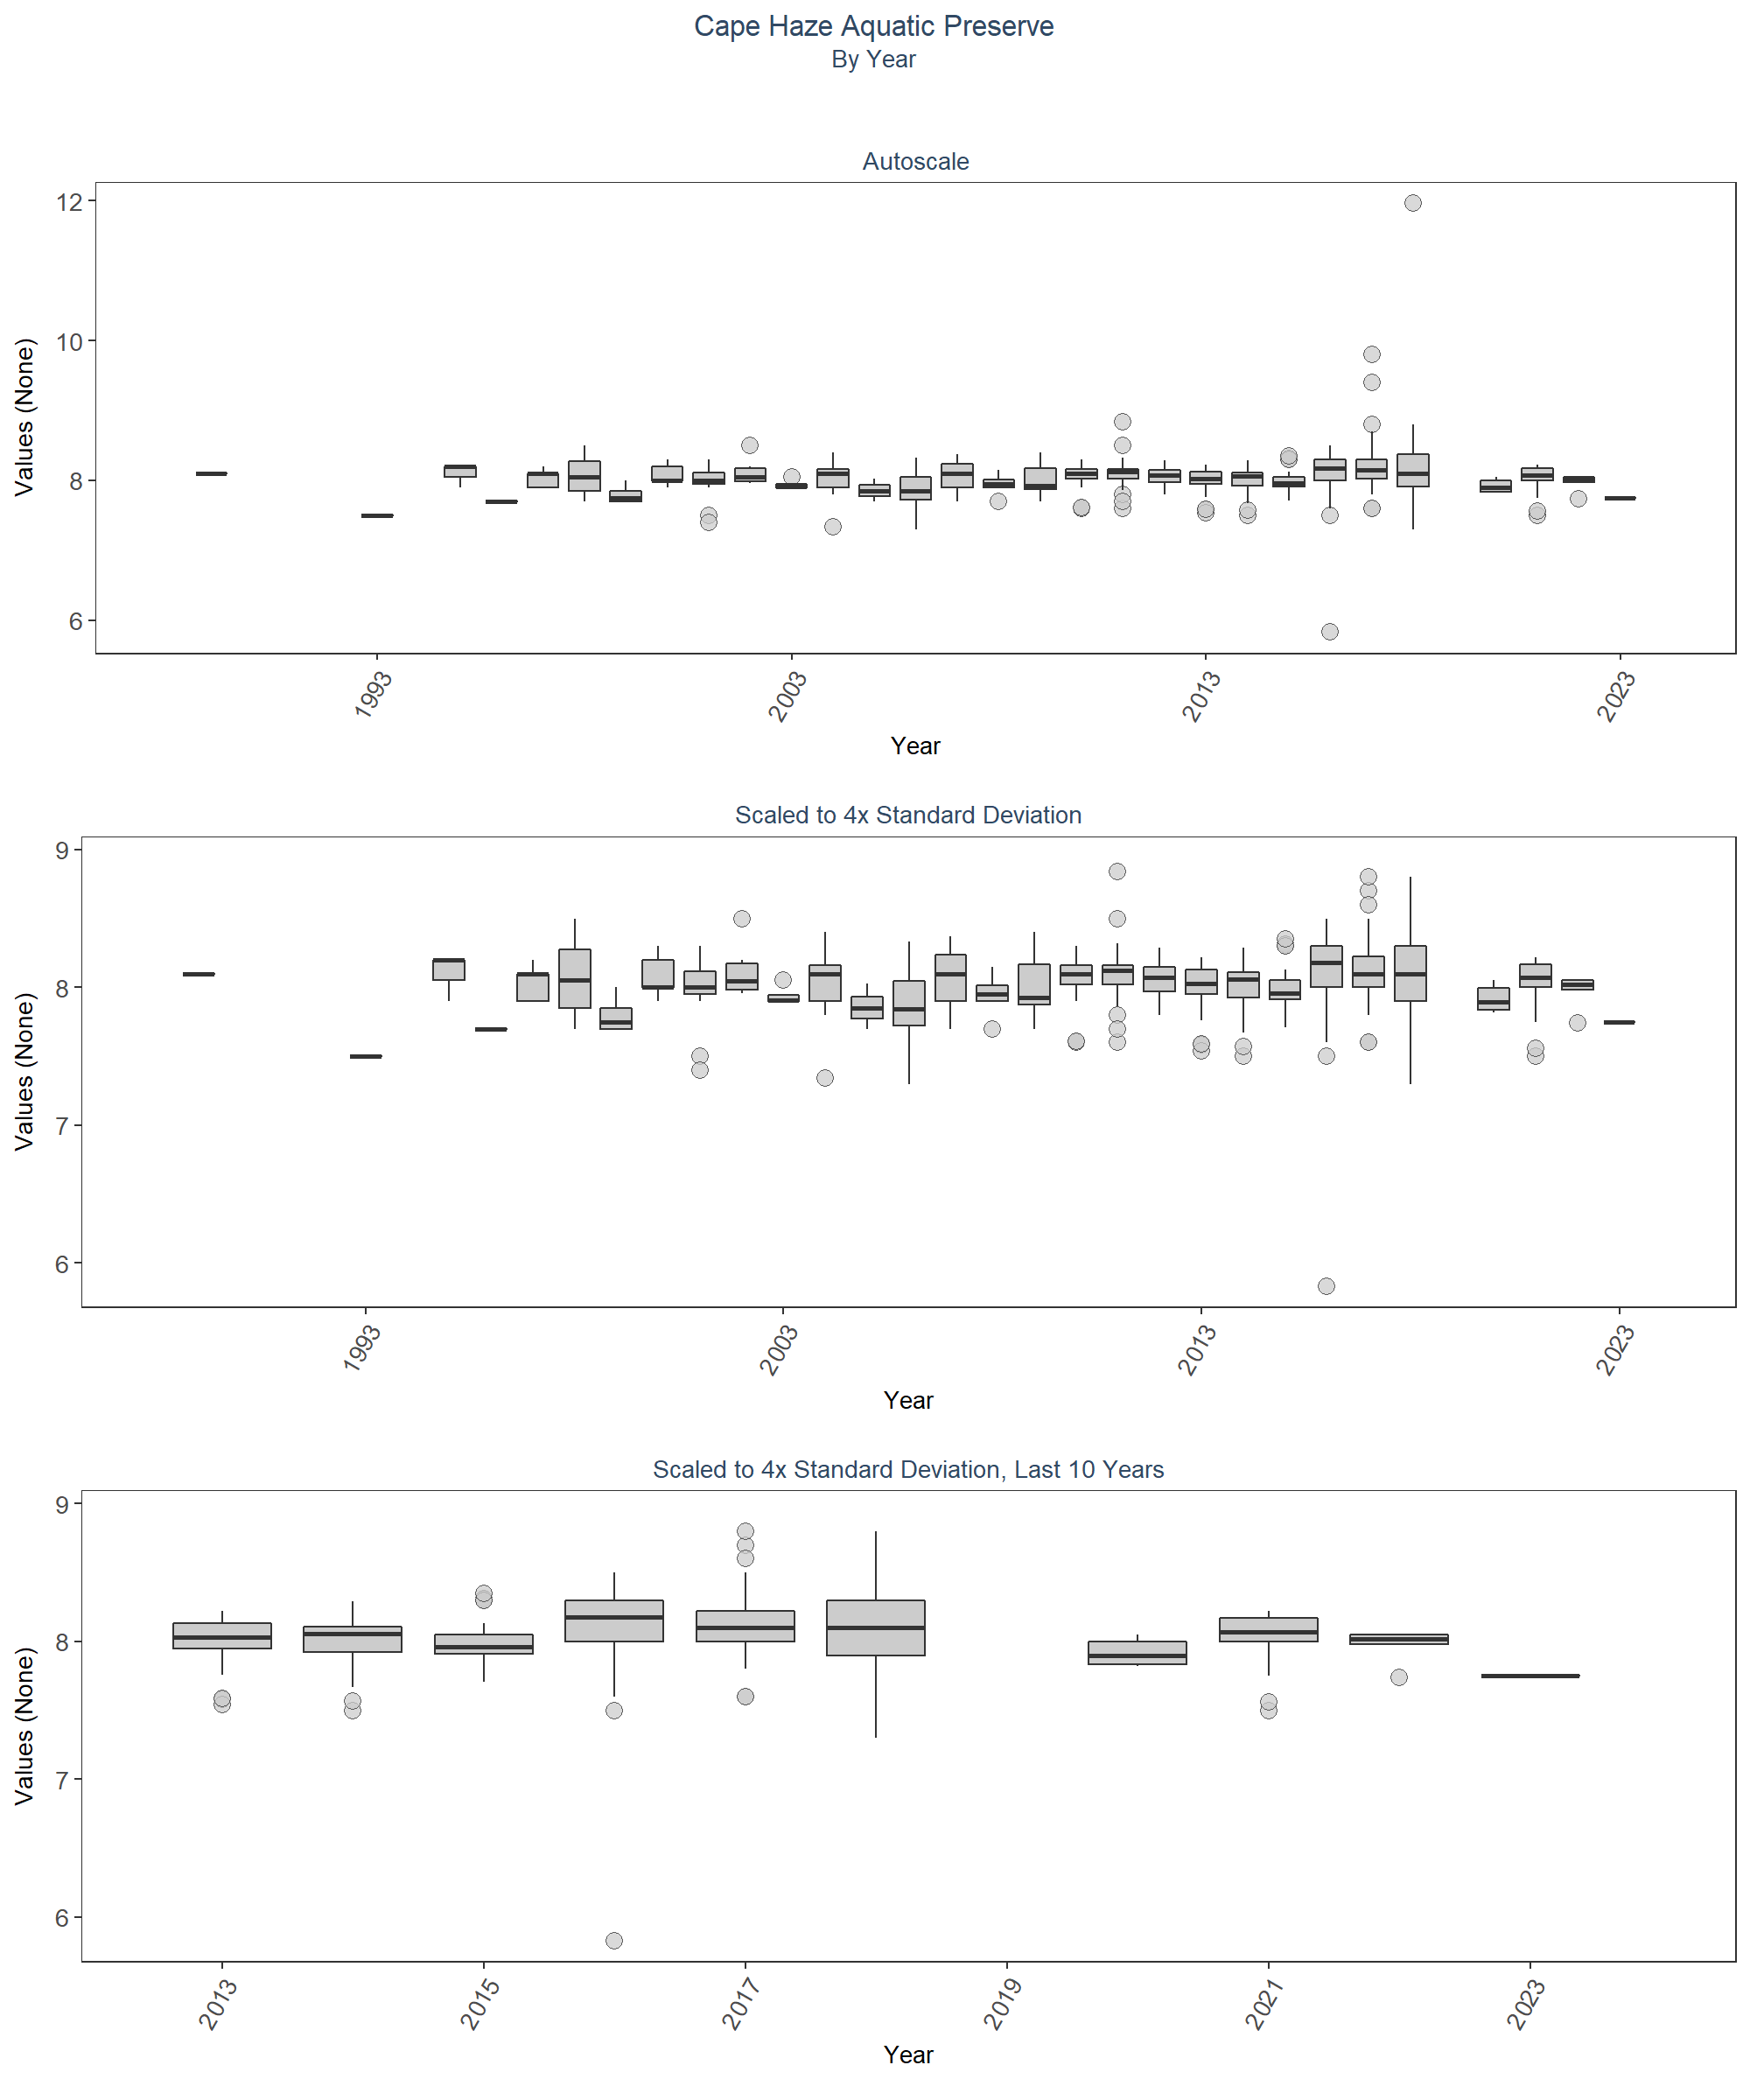 Cape Haze Aquatic Preserve
By Year
Autoscale
Values (None)
12
10
8
6
1993
2003
2013
2023
Year
Scaled to 4x Standard Deviation
Values (None)
9
8
7
6
1993
2003
2013
2023
Year
Scaled to 4x Standard Deviation, Last 10 Years
Values (None)
9
8
7
6
2013
2015
2017
2019
2021
2023
Year